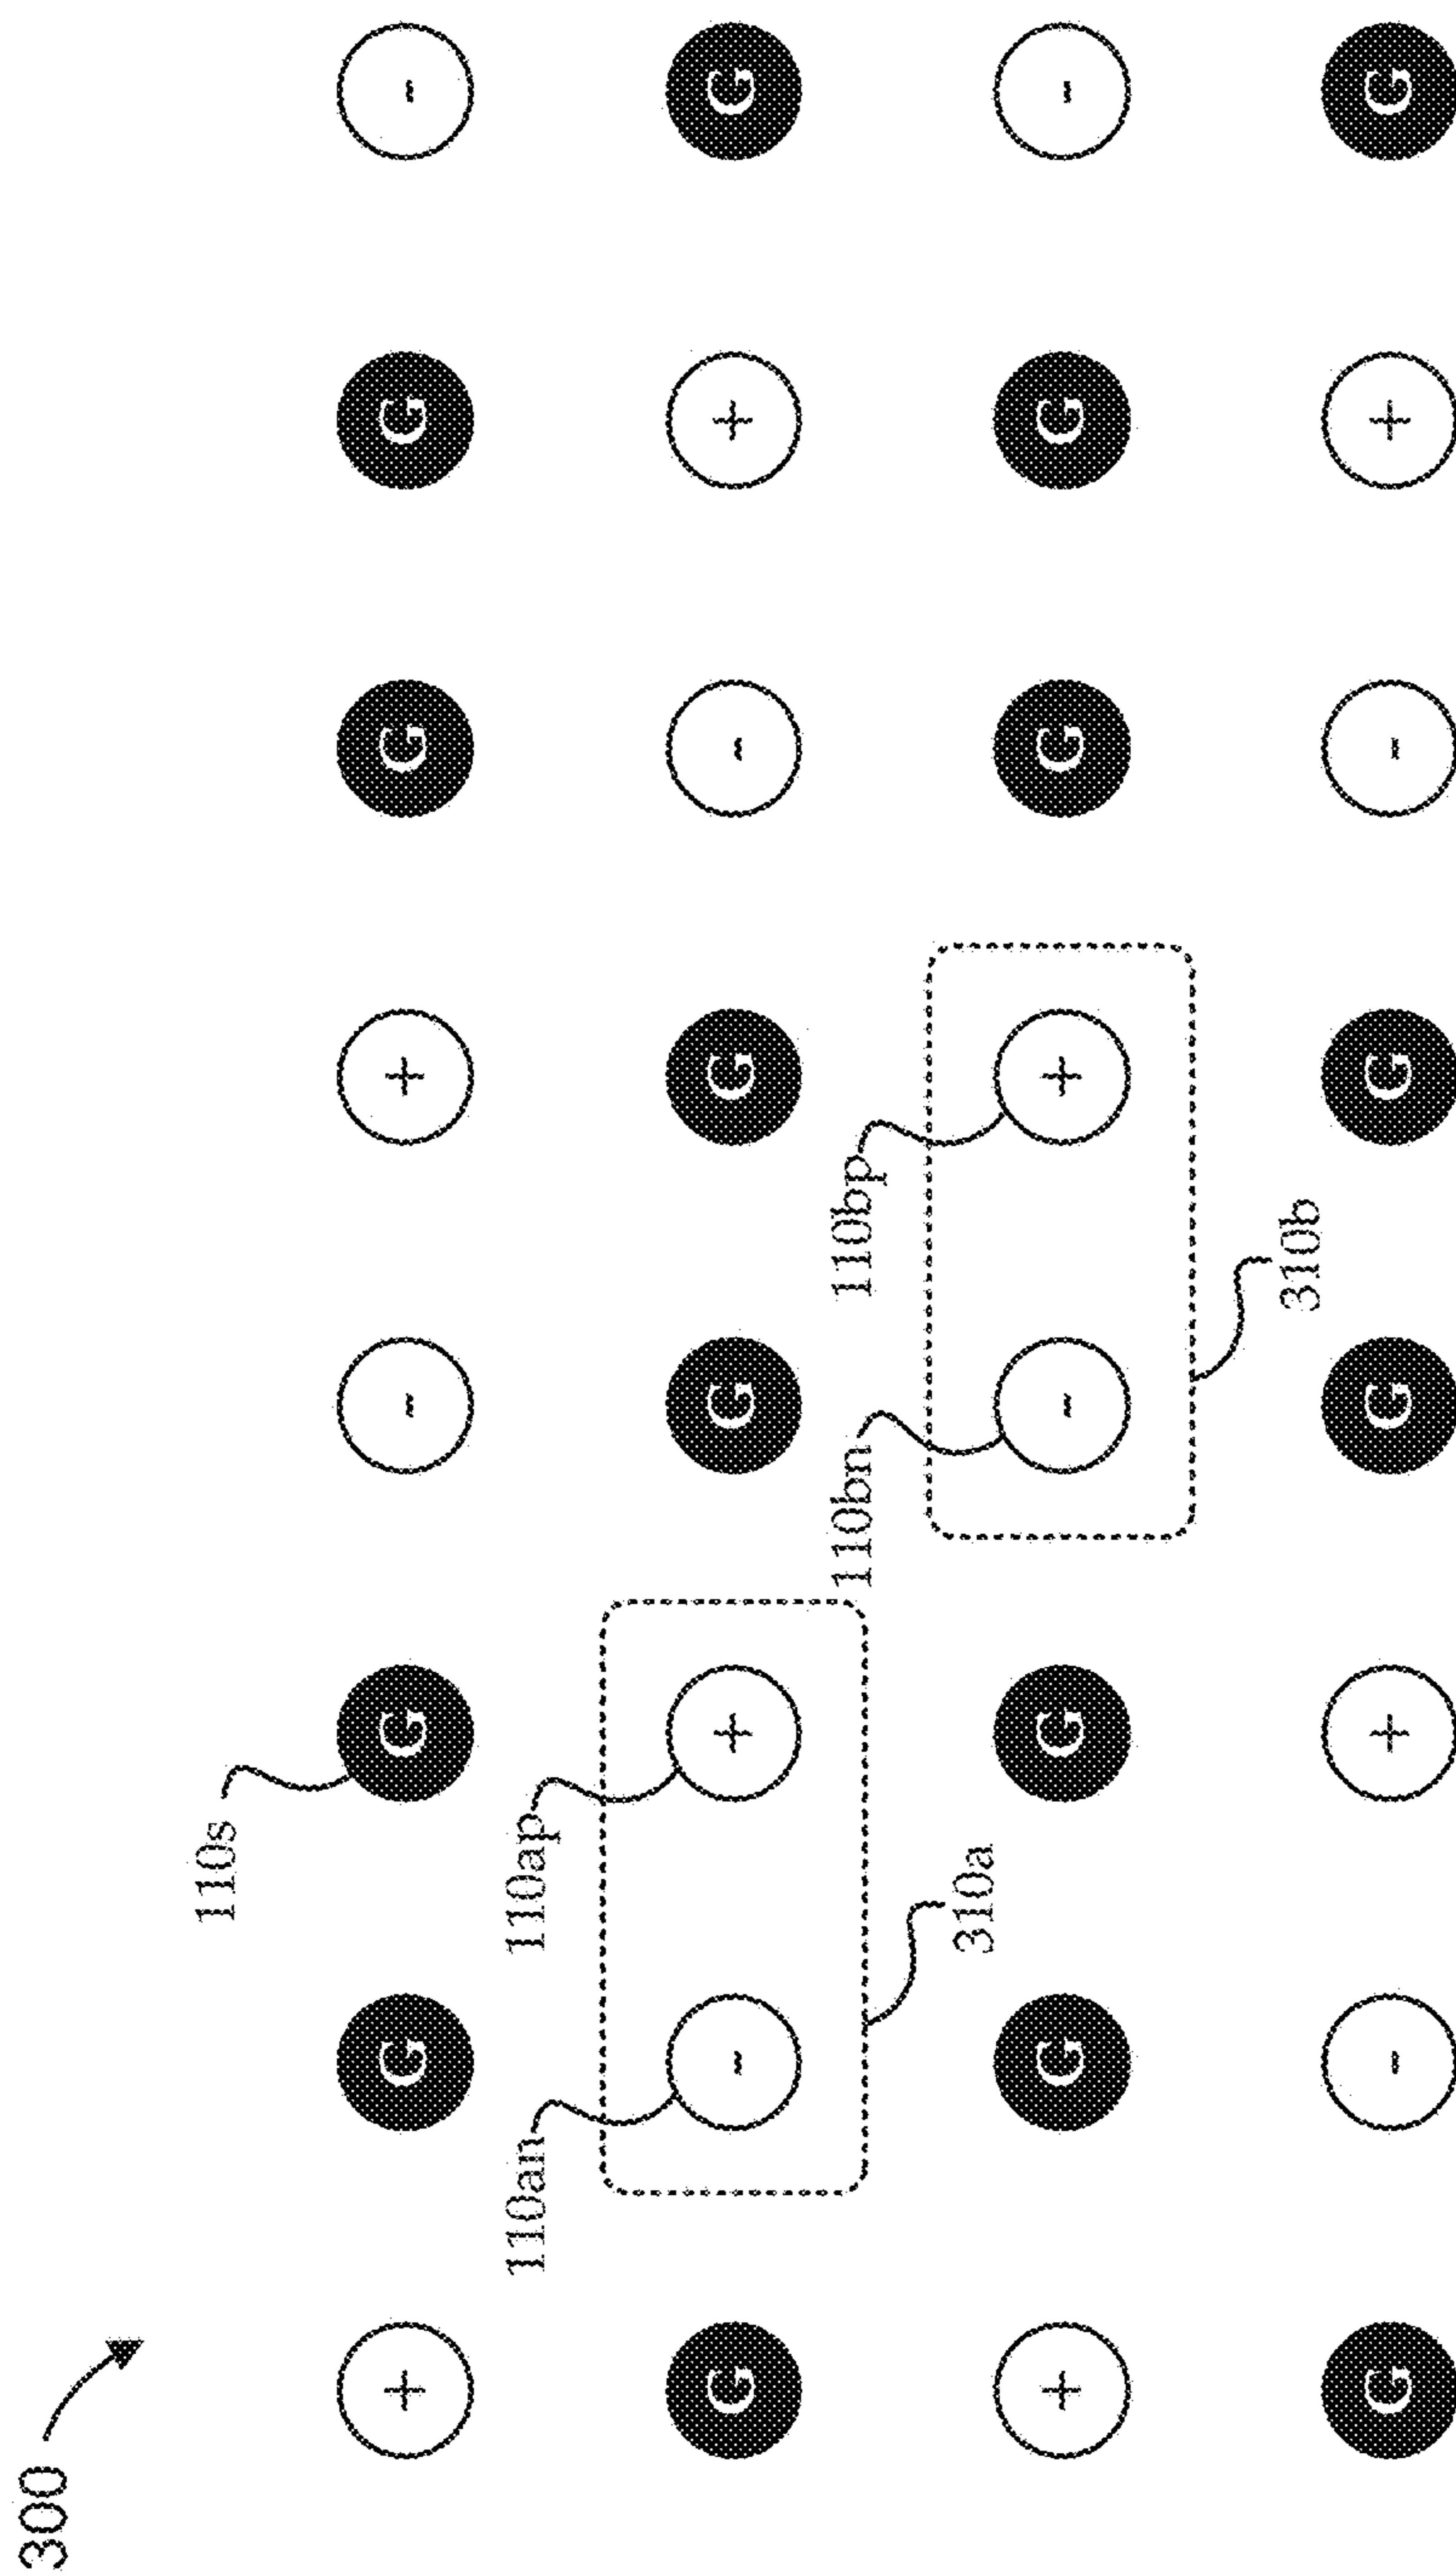 300
110s
+ G G - + G G -
110an 110ap
G - + G G - + G
110bn 110bp
310a
+ G G - + G G -
310b
G - + G G - + G